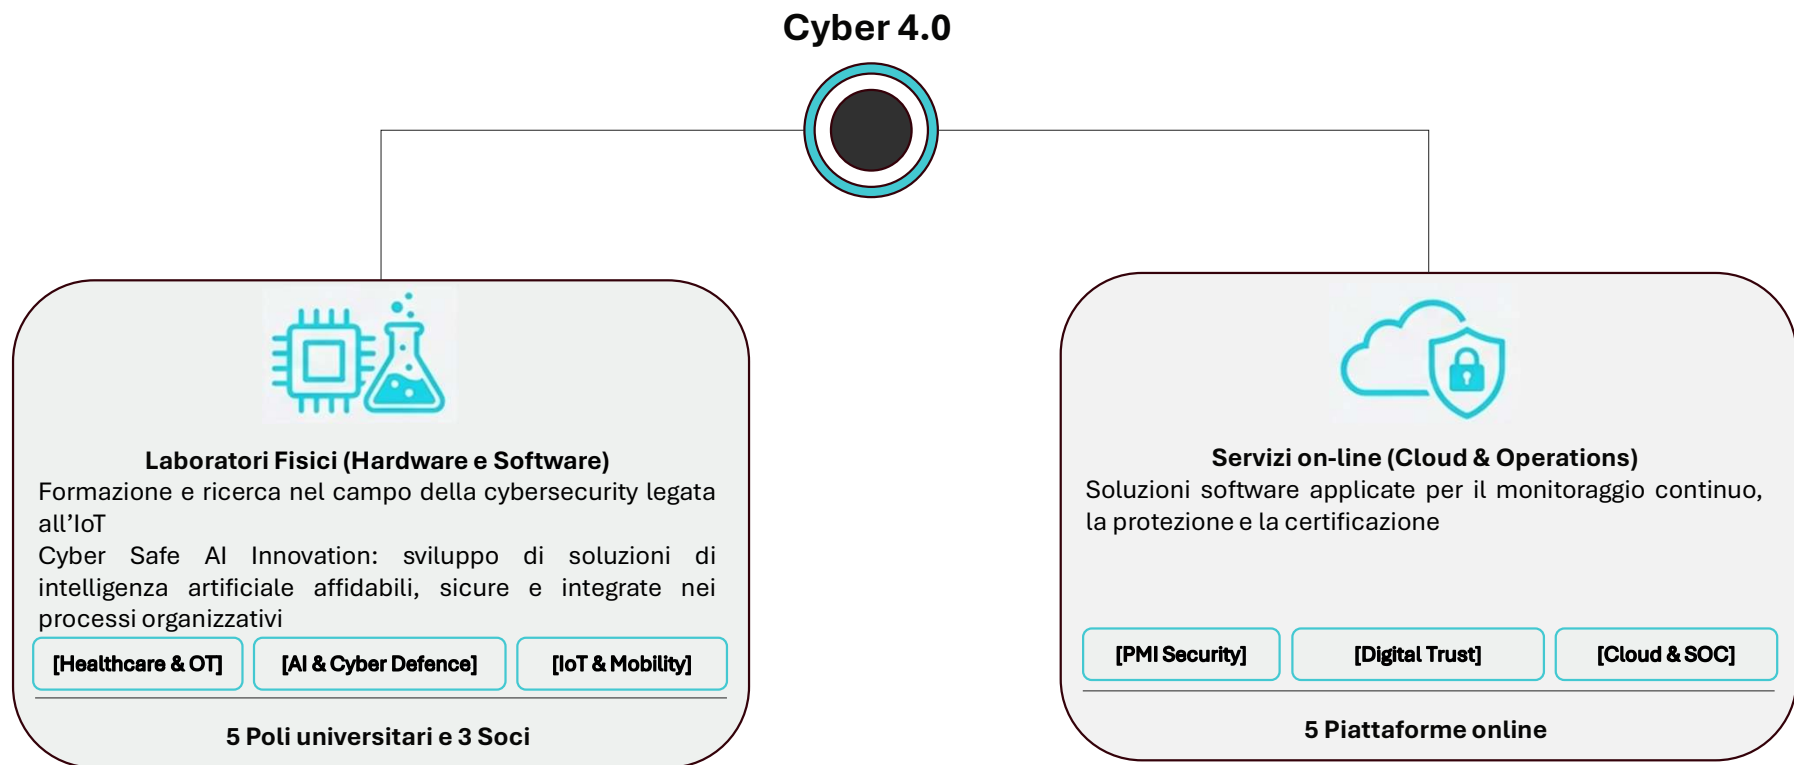 Cyber 4.0
Laboratori Fisici (Hardware e Software)
Formazione e ricerca nel campo della cybersecurity legata
all’IoT
Cyber Safe AI Innovation: sviluppo di soluzioni di
intelligenza artificiale affidabili, sicure e integrate nei
processi organizzativi
[Healthcare & OT] [AI & Cyber Defence] [IoT & Mobility]
5 Poli universitari e 3 Soci
Servizi on-line (Cloud & Operations)
Soluzioni software applicate per il monitoraggio continuo,
la protezione e la certificazione
[PMI Security] [Digital Trust] [Cloud & SOC]
5 Piattaforme online